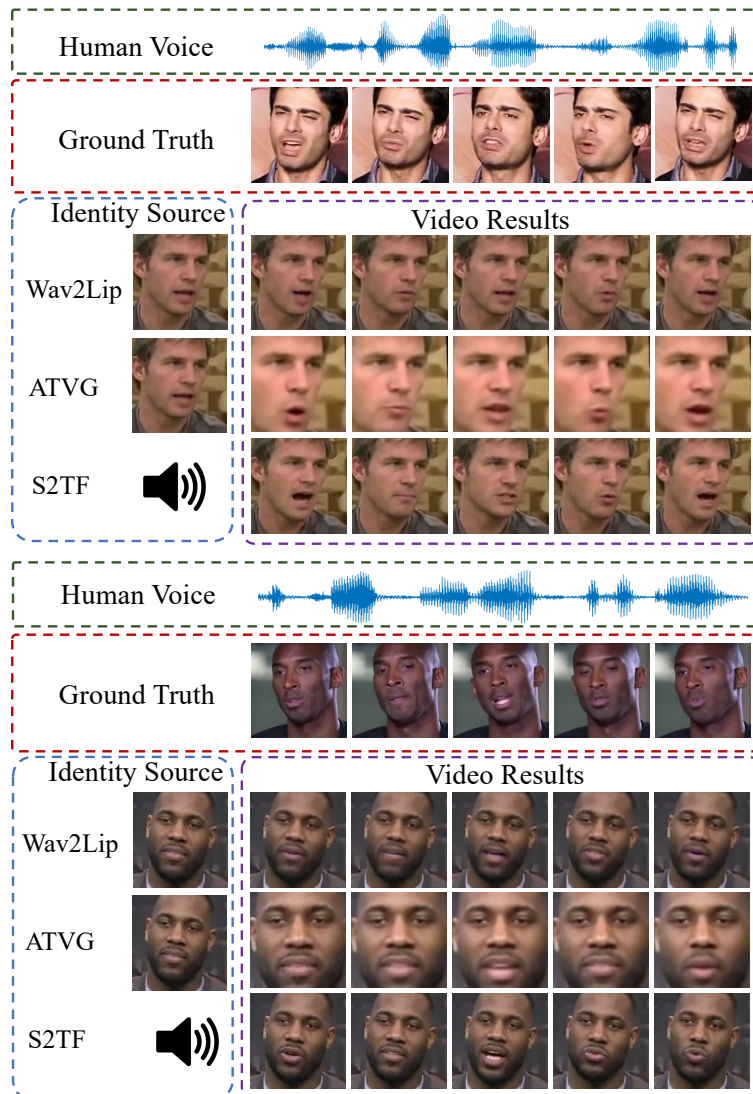 Human Voice
Ground Truth
Identity Source
Video Results
Wav2Lip
ATVG
S2TF
Human Voice
Ground Truth
Identity Source
Video Results
Wav2Lip
ATVG
S2TF